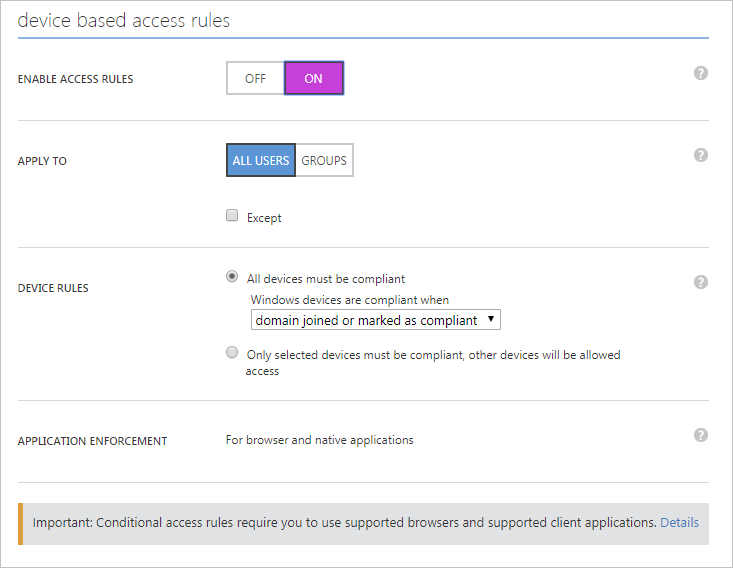 device based access rules
ENABLE ACCESS RULES OFF ON ?
APPLY TO ALL USERS GROUPS ?
Except
DEVICE RULES All devices must be compliant ?
Windows devices are compliant when
domain joined or marked as compliant
Only selected devices must be compliant, other devices will be allowed
access
APPLICATION ENFORCEMENT For browser and native applications ?
Important: Conditional access rules require you to use supported browsers and supported client applications. Details